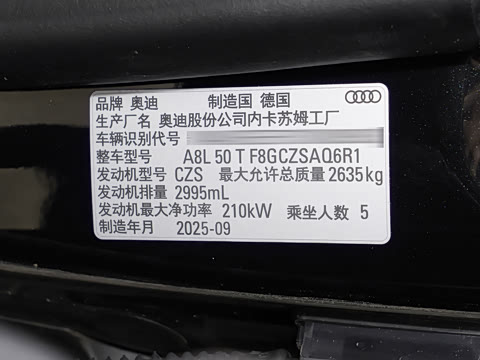 品牌 奥迪 制造国 德国
生产厂名 奥迪股份公司内卡苏姆工厂
车辆识别代号
整车型号 A8L 50 T F8GCZSAQ6R1
发动机型号 CZS 最大允许总质量 2635kg
发动机排量 2995mL
发动机最大净功率 210kW 乘坐人数 5
制造年月 2025-09